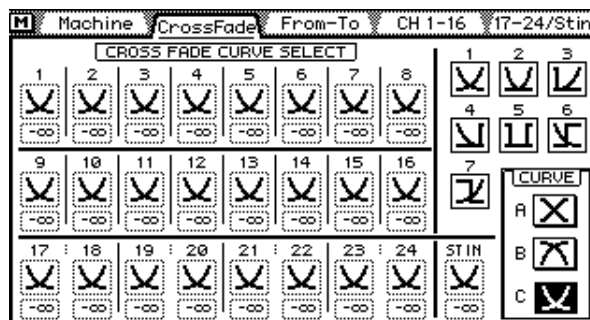 M Machine CrossFade From-To CH 1-16 17-24/Stin
CROSS FADE CURVE SELECT
1 2 3 4 5 6 7 8
-∞ -∞ -∞ -∞ -∞ -∞ -∞ -∞
9 10 11 12 13 14 15 16
-∞ -∞ -∞ -∞ -∞ -∞ -∞ -∞
17 : 18 19 : 20 21 : 22 23 : 24 STIN
-∞ -∞ -∞ -∞ -∞ -∞ -∞ -∞ -∞
1 2 3
4 5 6
7
CURVE
A
B
C